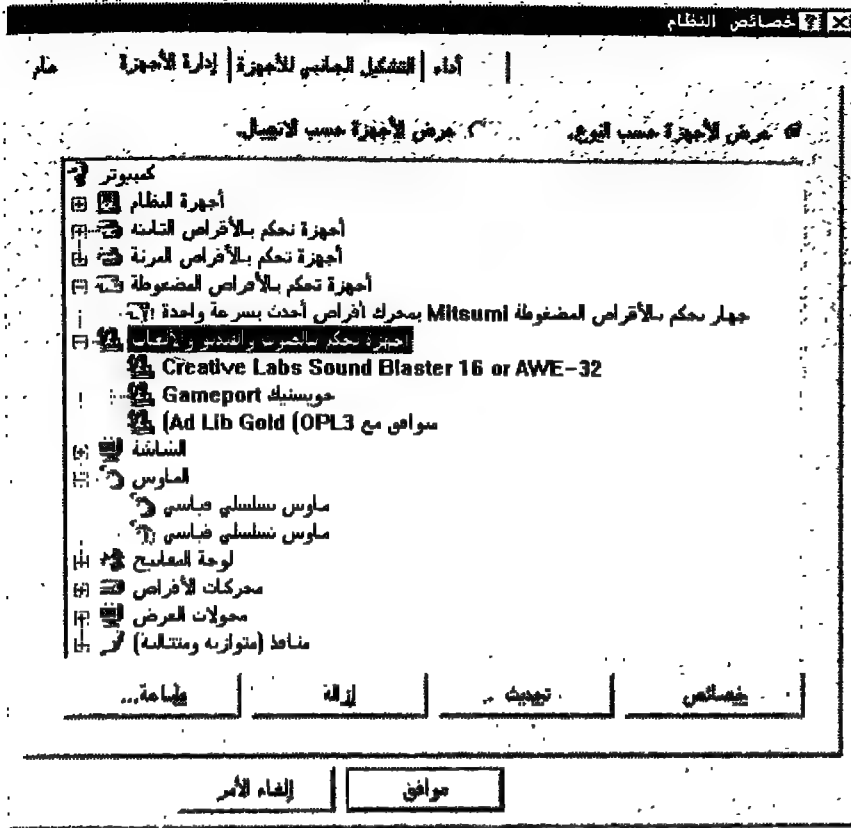 خصائص النظام
عام إدارة الأجهزة التشكيل الجانبي للأجهزة أداء
عرض الأجهزة حسب النوع. عرض الأجهزة حسب الاتصال.
كمبيوتر
أجهزة النظام
أجهزة تحكم بالأقراص الثابتة
أجهزة تحكم بالأقراص المرنة
أجهزة تحكم بالأقراص المضغوطة
جهاز تحكم بالأقراص المضغوطة Mitsumi بمحرك أقراص أحدث بسرعة واحدة
أجهزة تحكم بالصوت والفيديو والألعاب
Creative Labs Sound Blaster 16 or AWE-32
جويستيك Gameport
متوافق مع Ad Lib Gold (OPL3)
الشاشة
الماوس
ماوس تسلسلي قياسي
ماوس تسلسلي قياسي
لوحة المفاتيح
محركات الأقراص
محولات العرض
منافذ (متوازية ومتتالية)
خصائص تحديث إزالة طباعة...
موافق إلغاء الأمر